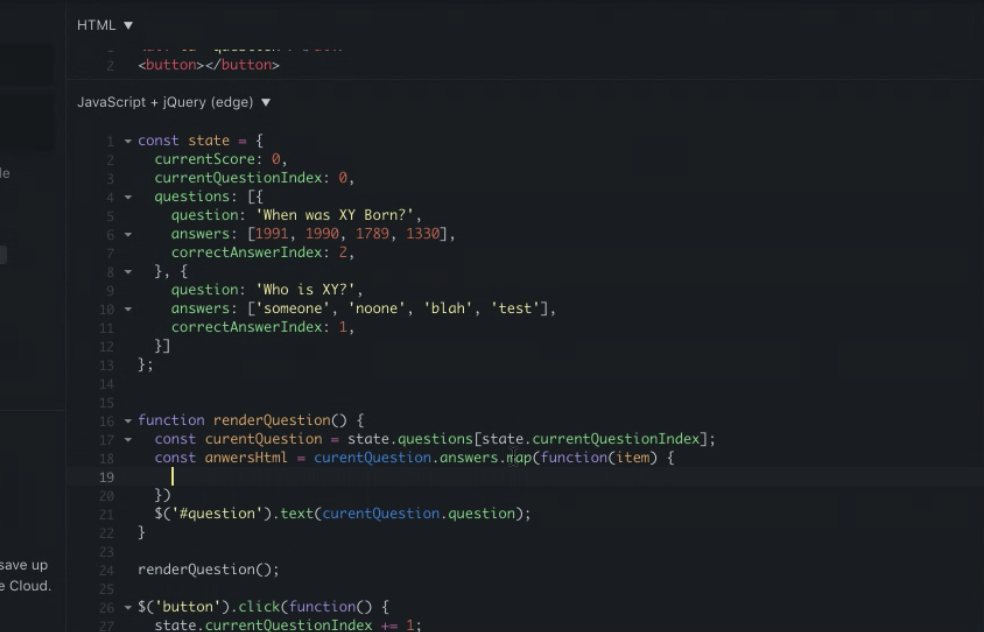 HTML ▼
2 <button></button>
JavaScript + jQuery (edge) ▼
1 const state = {
2 currentScore: 0,
3 currentQuestionIndex: 0,
4 questions: [{
5 question: 'When was XY Born?',
6 answers: [1991, 1990, 1789, 1330],
7 correctAnswerIndex: 2,
8 }, {
9 question: 'Who is XY?',
10 answers: ['someone', 'noone', 'blah', 'test'],
11 correctAnswerIndex: 1,
12 }]
13 };
14
15
16 function renderQuestion() {
17 const curentQuestion = state.questions[state.currentQuestionIndex];
18 const anwersHtml = curentQuestion.answers.map(function(item) {
19
20 })
21 $('#question').text(curentQuestion.question);
22 }
23
24 renderQuestion();
25
26 $('button').click(function() {
27 state.currentQuestionIndex += 1;
save up
e Cloud.